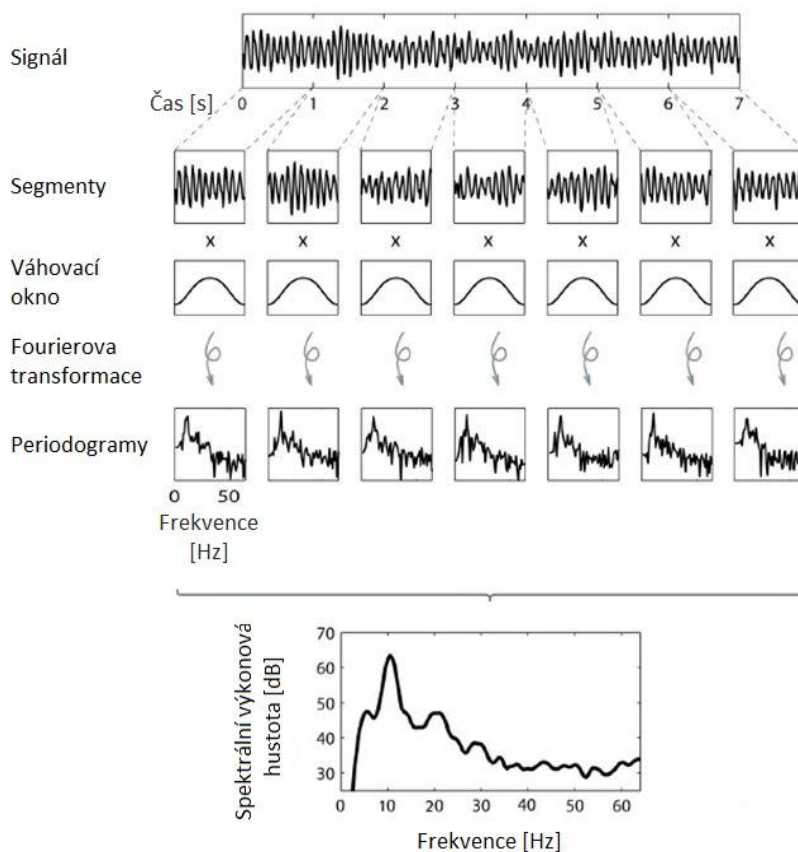 Signál
Čas [s]
0 1 2 3 4 5 6 7
Segmenty
x x x x x x x
Váhovací
okno
Fourierova
transformace
Periodogramy
0 50
Frekvence
[Hz]
Spektrální výkonová
hustota [dB]
70
60
50
40
30
0 10 20 30 40 50 60
Frekvence [Hz]